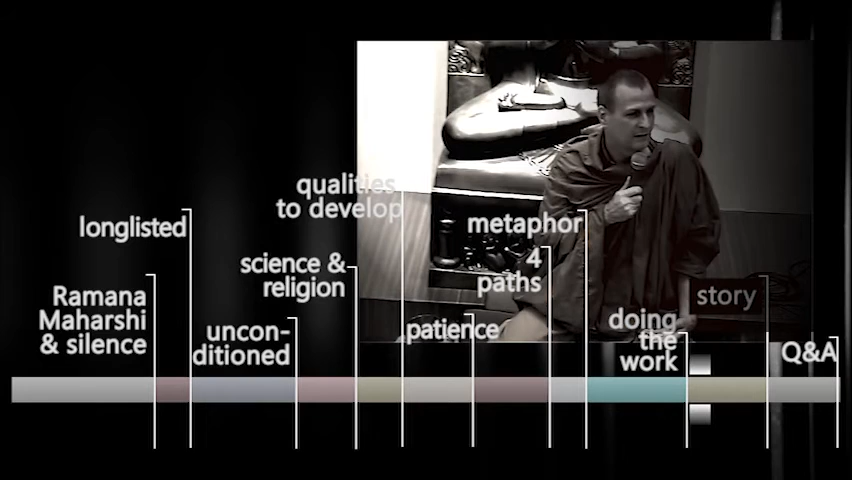 Ramana
Maharshi
& silence
longlisted
uncon-
ditioned
science &
religion
qualities
to develop
patience
4
paths
metaphor
doing
the
work
story
Q&A